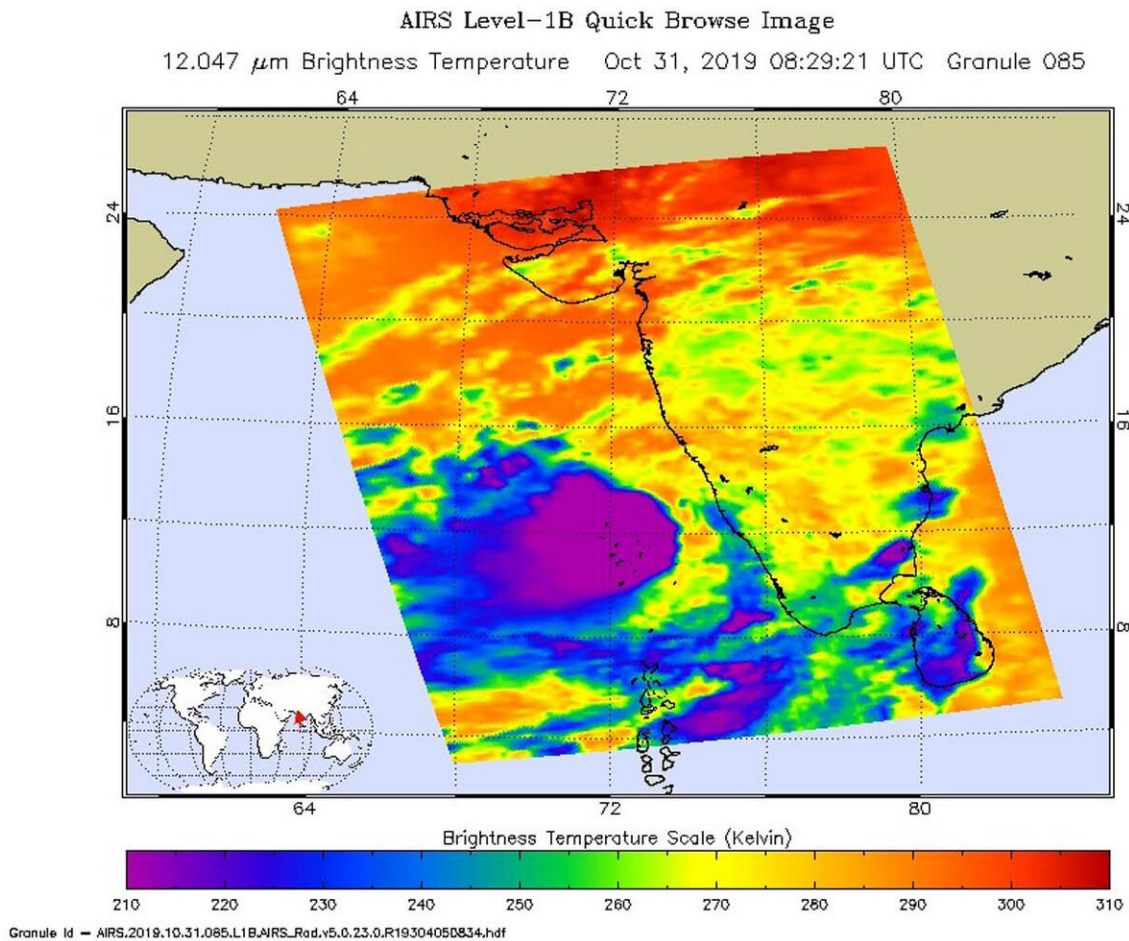 AIRS Level-1B Quick Browse Image
12.047 μm Brightness Temperature Oct 31, 2019 08:29:21 UTC Granule 085
64 72 80
24 24
16 16
8 8
64 72 80
Brightness Temperature Scale (Kelvin)
210 220 230 240 250 260 270 280 290 300 310
Granule Id – AIRS.2019.10.31.085.L1B.AIRS_Rad.v5.0.23.0.R19304050834.hdf